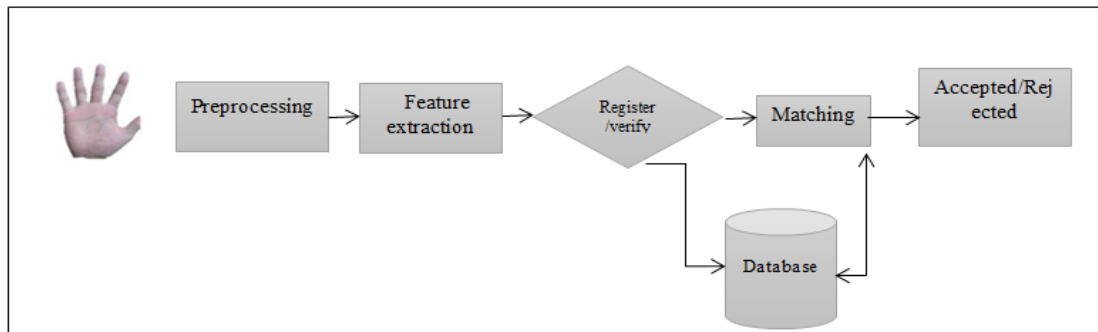 Preprocessing
Feature
extraction
Register
/verify
Matching
Accepted/Rej
ected
Database